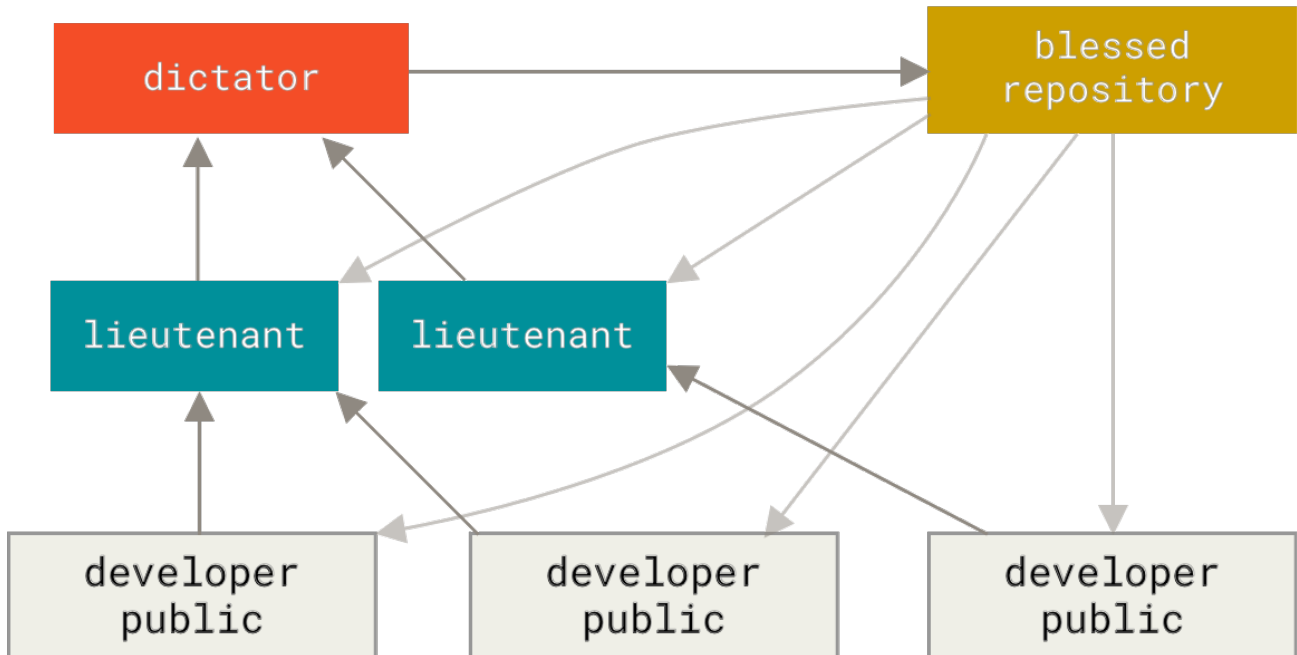 dictator
blessed
repository
lieutenant
lieutenant
developer
public
developer
public
developer
public